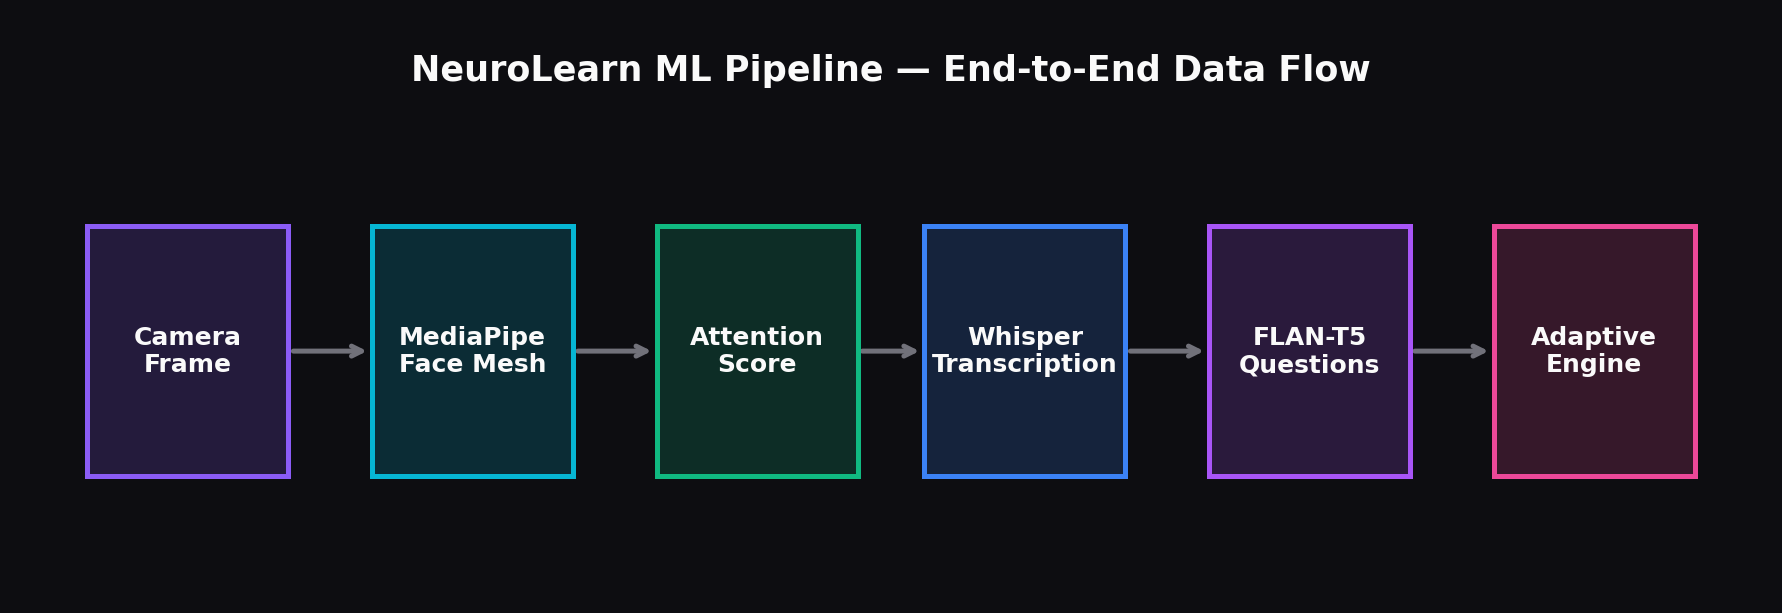 NeuroLearn ML Pipeline — End-to-End Data Flow
Camera
Frame
MediaPipe
Face Mesh
Attention
Score
Whisper
Transcription
FLAN-T5
Questions
Adaptive
Engine